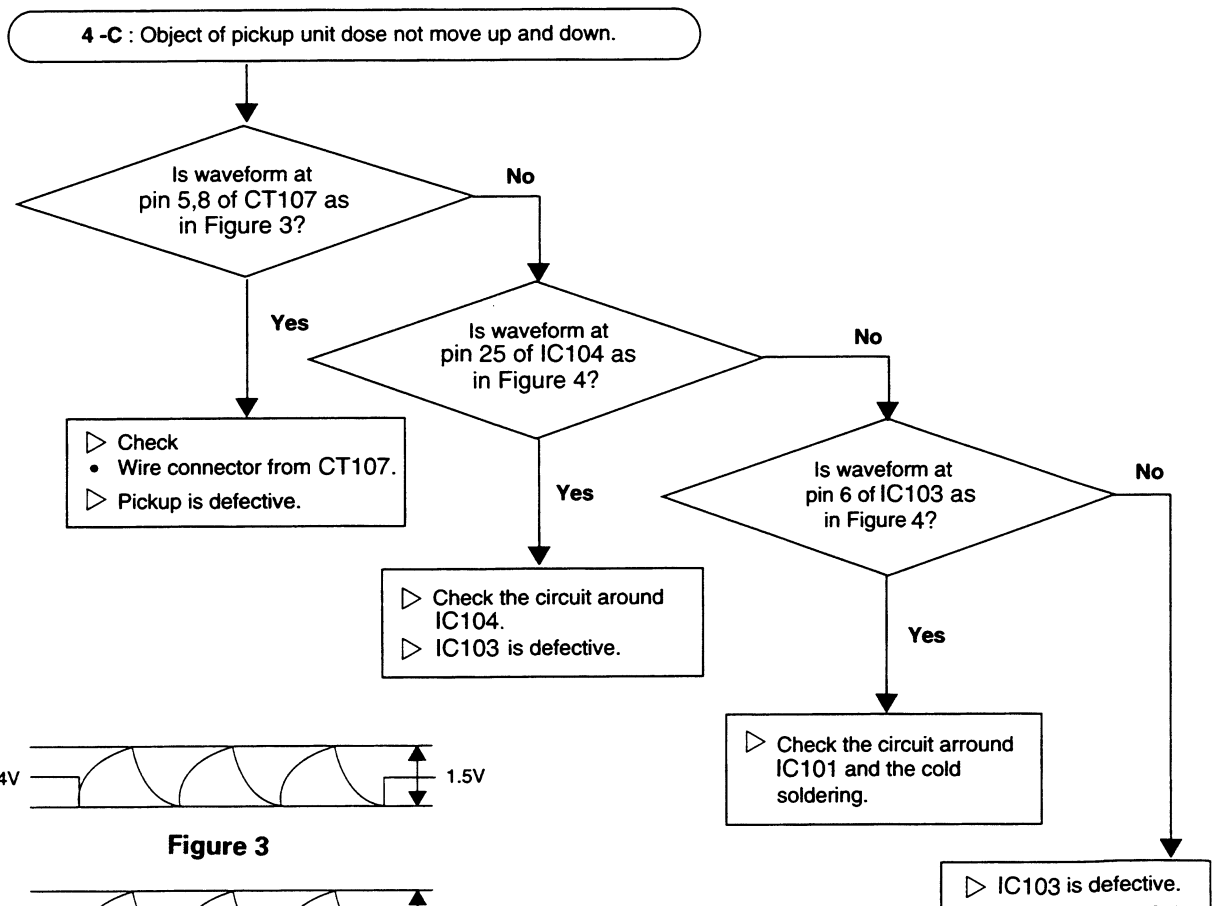 4 -C : Object of pickup unit dose not move up and down.
Is waveform at
pin 5,8 of CT107 as
in Figure 3?
No
Yes
Is waveform at
pin 25 of IC104 as
in Figure 4?
No
Yes
▷ Check
• Wire connector from CT107.
▷ Pickup is defective.
Is waveform at
pin 6 of IC103 as
in Figure 4?
No
Yes
▷ Check the circuit around
IC104.
▷ IC103 is defective.
▷ Check the circuit arround
IC101 and the cold
soldering.
4V
1.5V
Figure 3
▷ IC103 is defective.